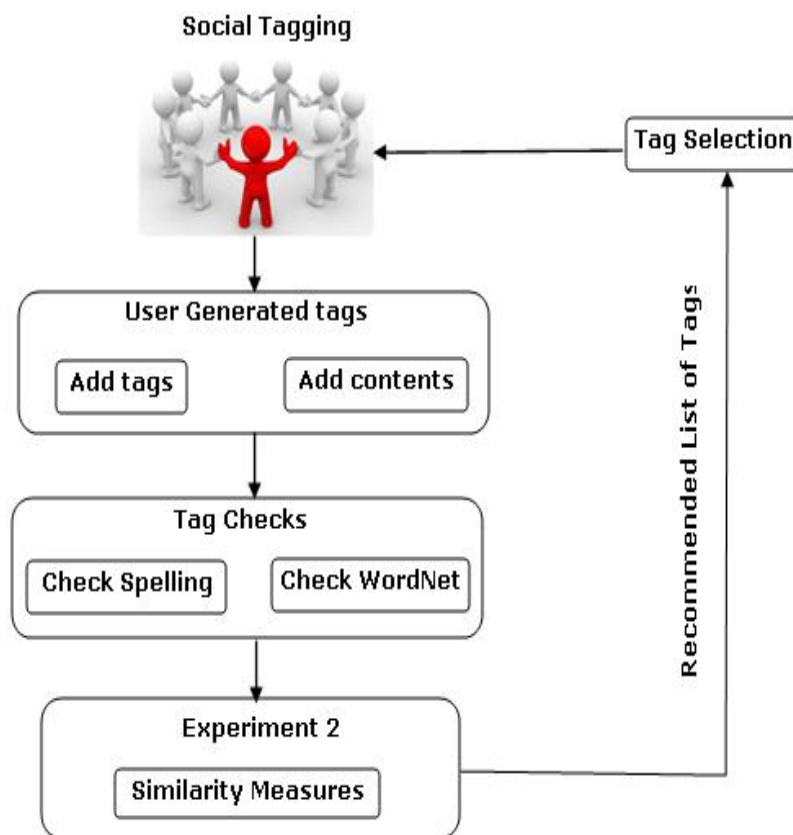 Social Tagging
Tag Selection
User Generated tags
Add tags
Add contents
Recommended List of Tags
Tag Checks
Check Spelling
Check WordNet
Experiment 2
Similarity Measures